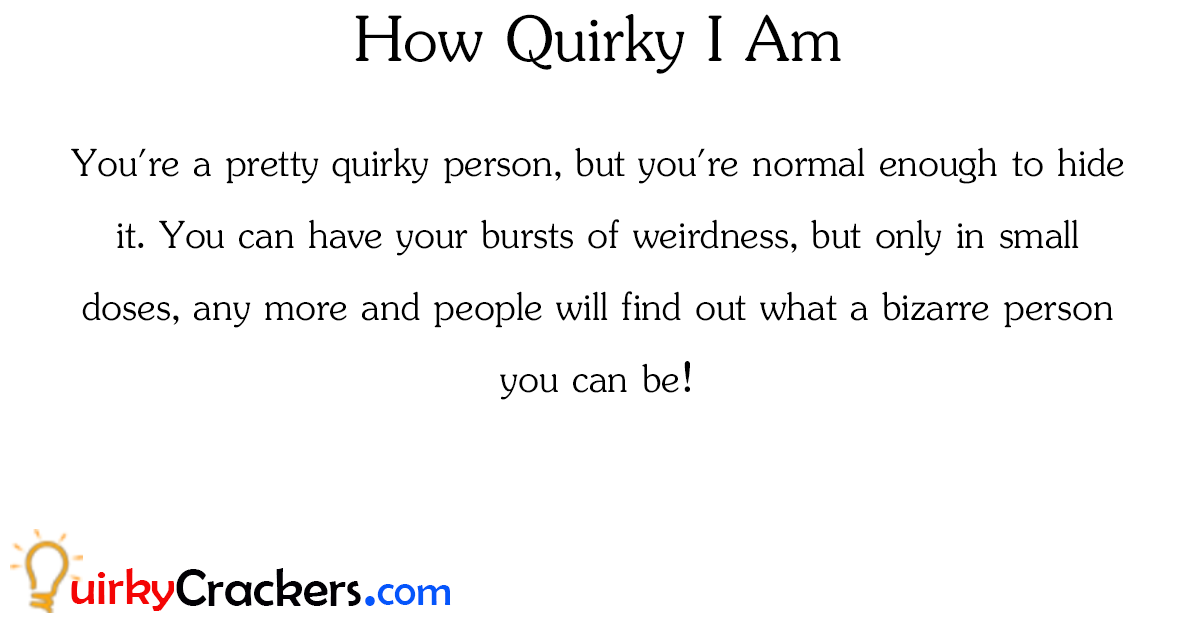 How Quirky I Am
You're a pretty quirky person, but you're normal enough to hide
it. You can have your bursts of weirdness, but only in small
doses, any more and people will find out what a bizarre person
you can be!
QuirkyCrackers.com